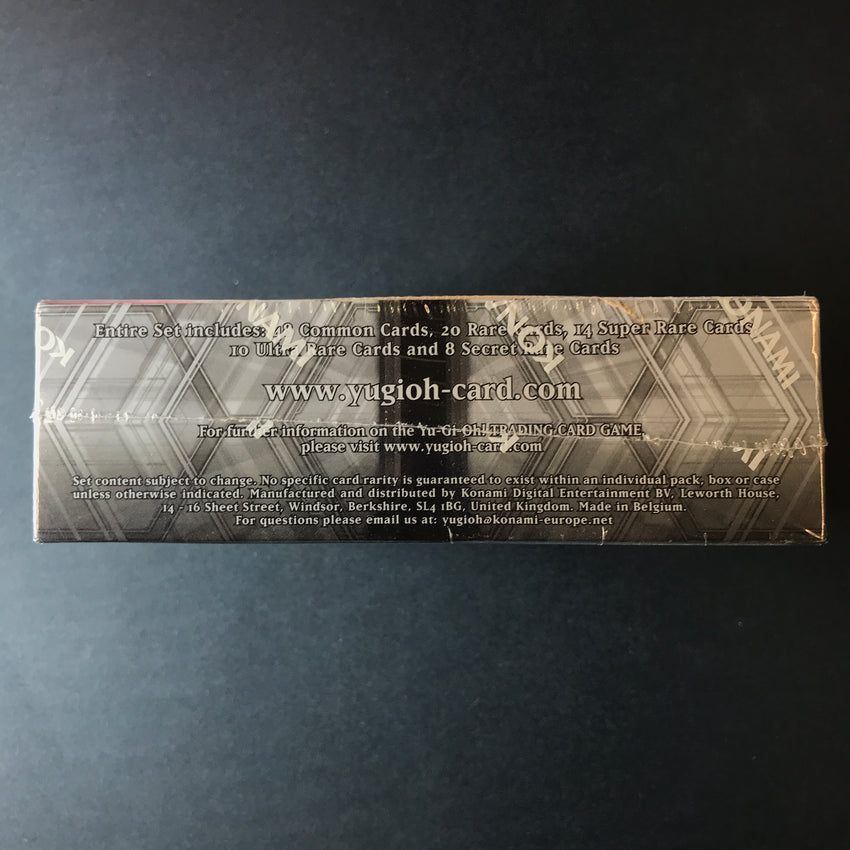 Entire Set includes: 48 Common Cards, 20 Rare Cards, 14 Super Rare Cards
10 Ultra Rare Cards and 8 Secret Rare Cards
www.yugioh-card.com
For further information on the Yu-Gi-Oh! TRADING CARD GAME,
please visit www.yugioh-card.com
Set content subject to change. No specific card rarity is guaranteed to exist within an individual pack, box or case
unless otherwise indicated. Manufactured and distributed by Konami Digital Entertainment BV, Leworth House,
14 - 16 Sheet Street, Windsor, Berkshire, SL4 1BG, United Kingdom. Made in Belgium.
For questions please email us at: yugioh@konami-europe.net
KO
ONAMI
KONAMI
ONAMI